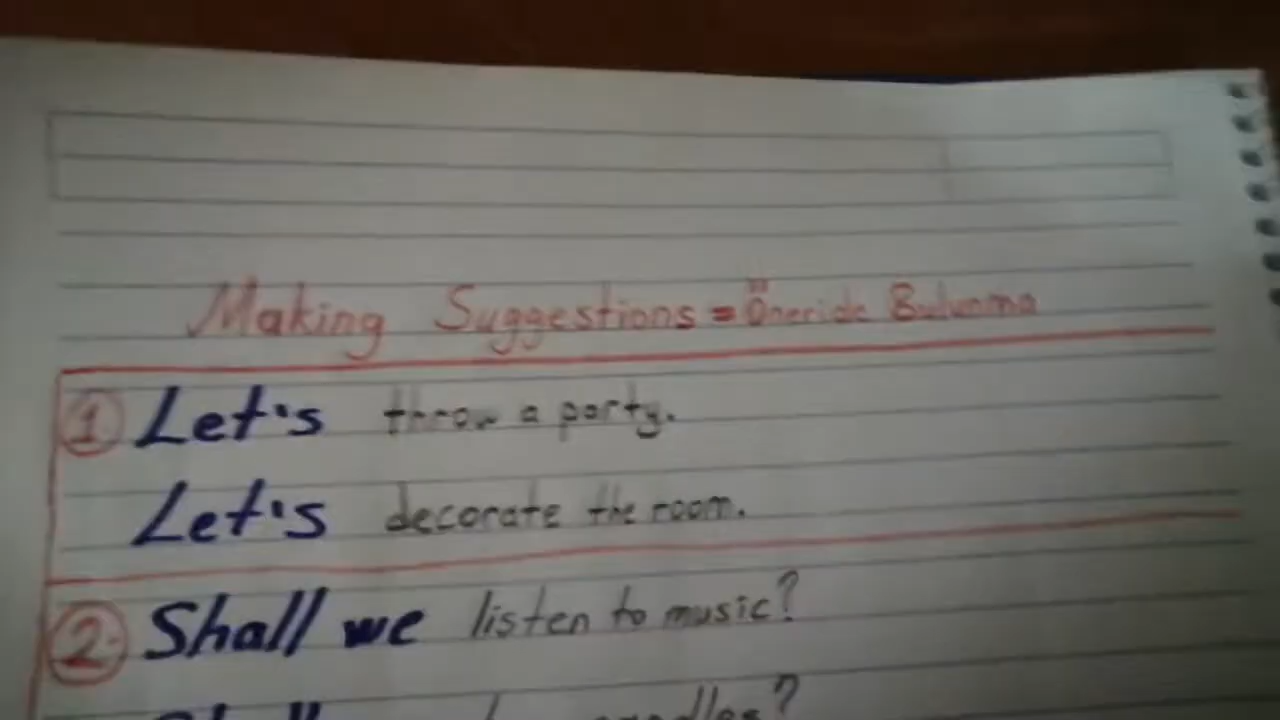 Making Suggestions = Öneride Bulunma
① Let's throw a party.
Let's decorate the room.
② Shall we listen to music?